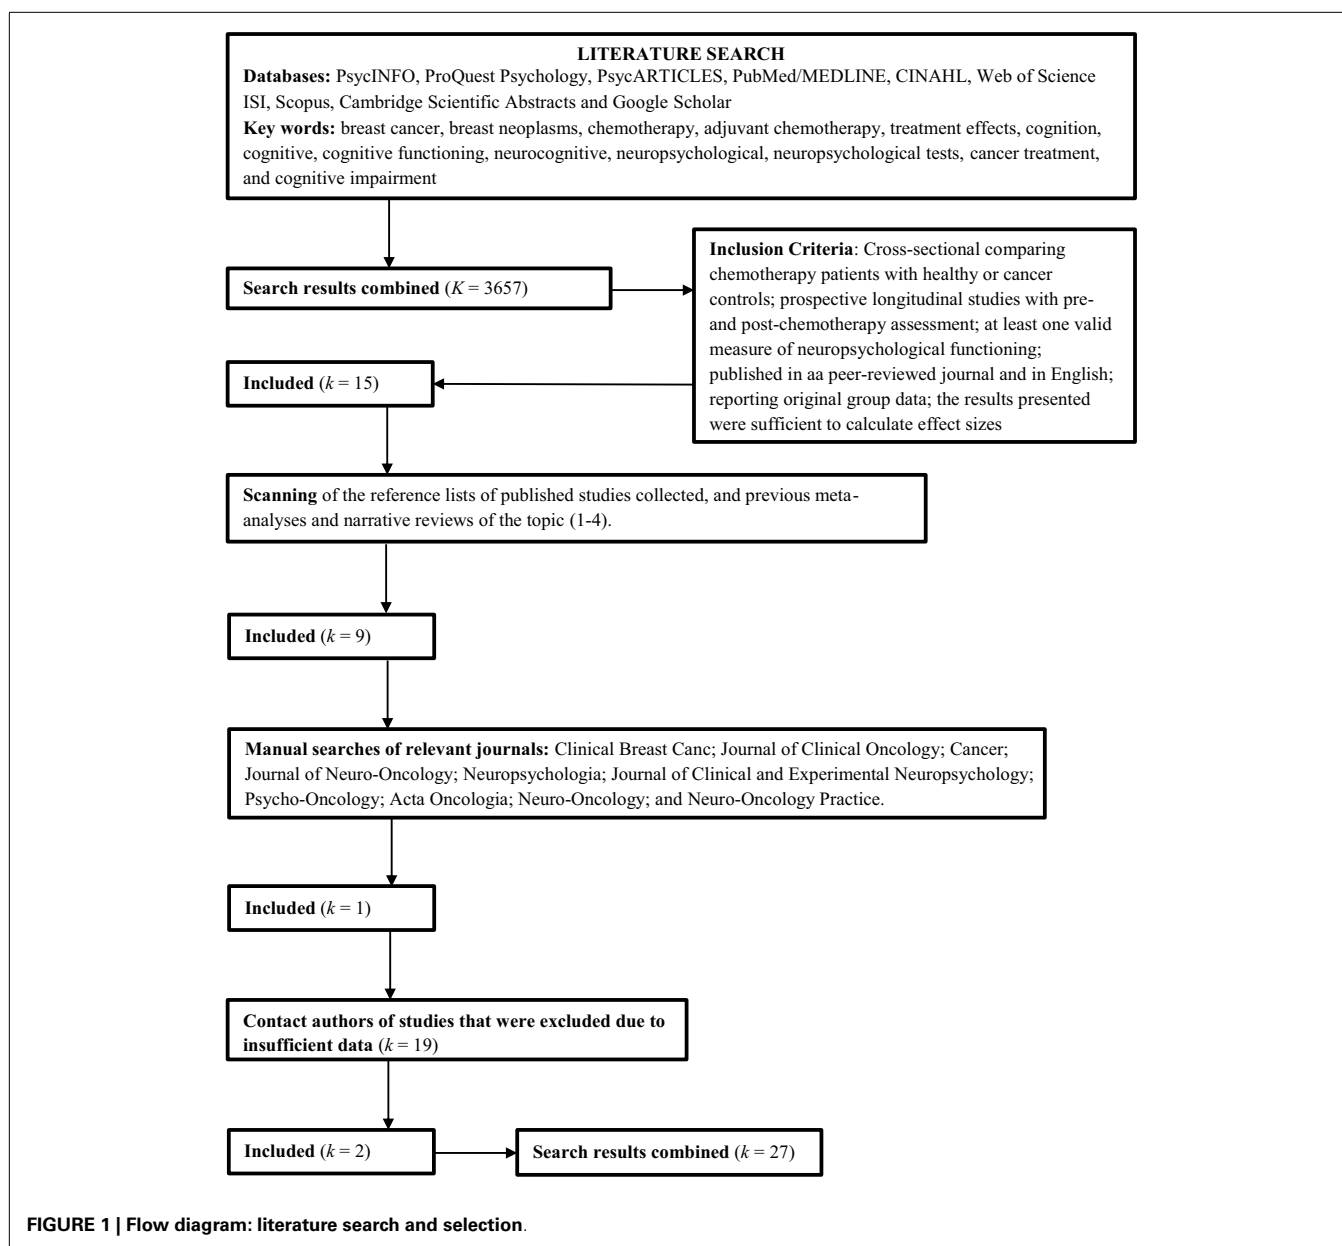 LITERATURE SEARCH
Databases: PsycINFO, ProQuest Psychology, PsycARTICLES, PubMed/MEDLINE, CINAHL, Web of Science
ISI, Scopus, Cambridge Scientific Abstracts and Google Scholar
Key words: breast cancer, breast neoplasms, chemotherapy, adjuvant chemotherapy, treatment effects, cognition,
cognitive, cognitive functioning, neurocognitive, neuropsychological, neuropsychological tests, cancer treatment,
and cognitive impairment
Search results combined (K = 3657)
Inclusion Criteria: Cross-sectional comparing
chemotherapy patients with healthy or cancer
controls; prospective longitudinal studies with pre-
and post-chemotherapy assessment; at least one valid
measure of neuropsychological functioning;
published in aa peer-reviewed journal and in English;
reporting original group data; the results presented
were sufficient to calculate effect sizes
Included (k = 15)
Scanning of the reference lists of published studies collected, and previous meta-
analyses and narrative reviews of the topic (1-4).
Included (k = 9)
Manual searches of relevant journals: Clinical Breast Canc; Journal of Clinical Oncology; Cancer;
Journal of Neuro-Oncology; Neuropsychologia; Journal of Clinical and Experimental Neuropsychology;
Psycho-Oncology; Acta Oncologia; Neuro-Oncology; and Neuro-Oncology Practice.
Included (k = 1)
Contact authors of studies that were excluded due to
insufficient data (k = 19)
Included (k = 2)
Search results combined (k = 27)
FIGURE 1 | Flow diagram: literature search and selection.